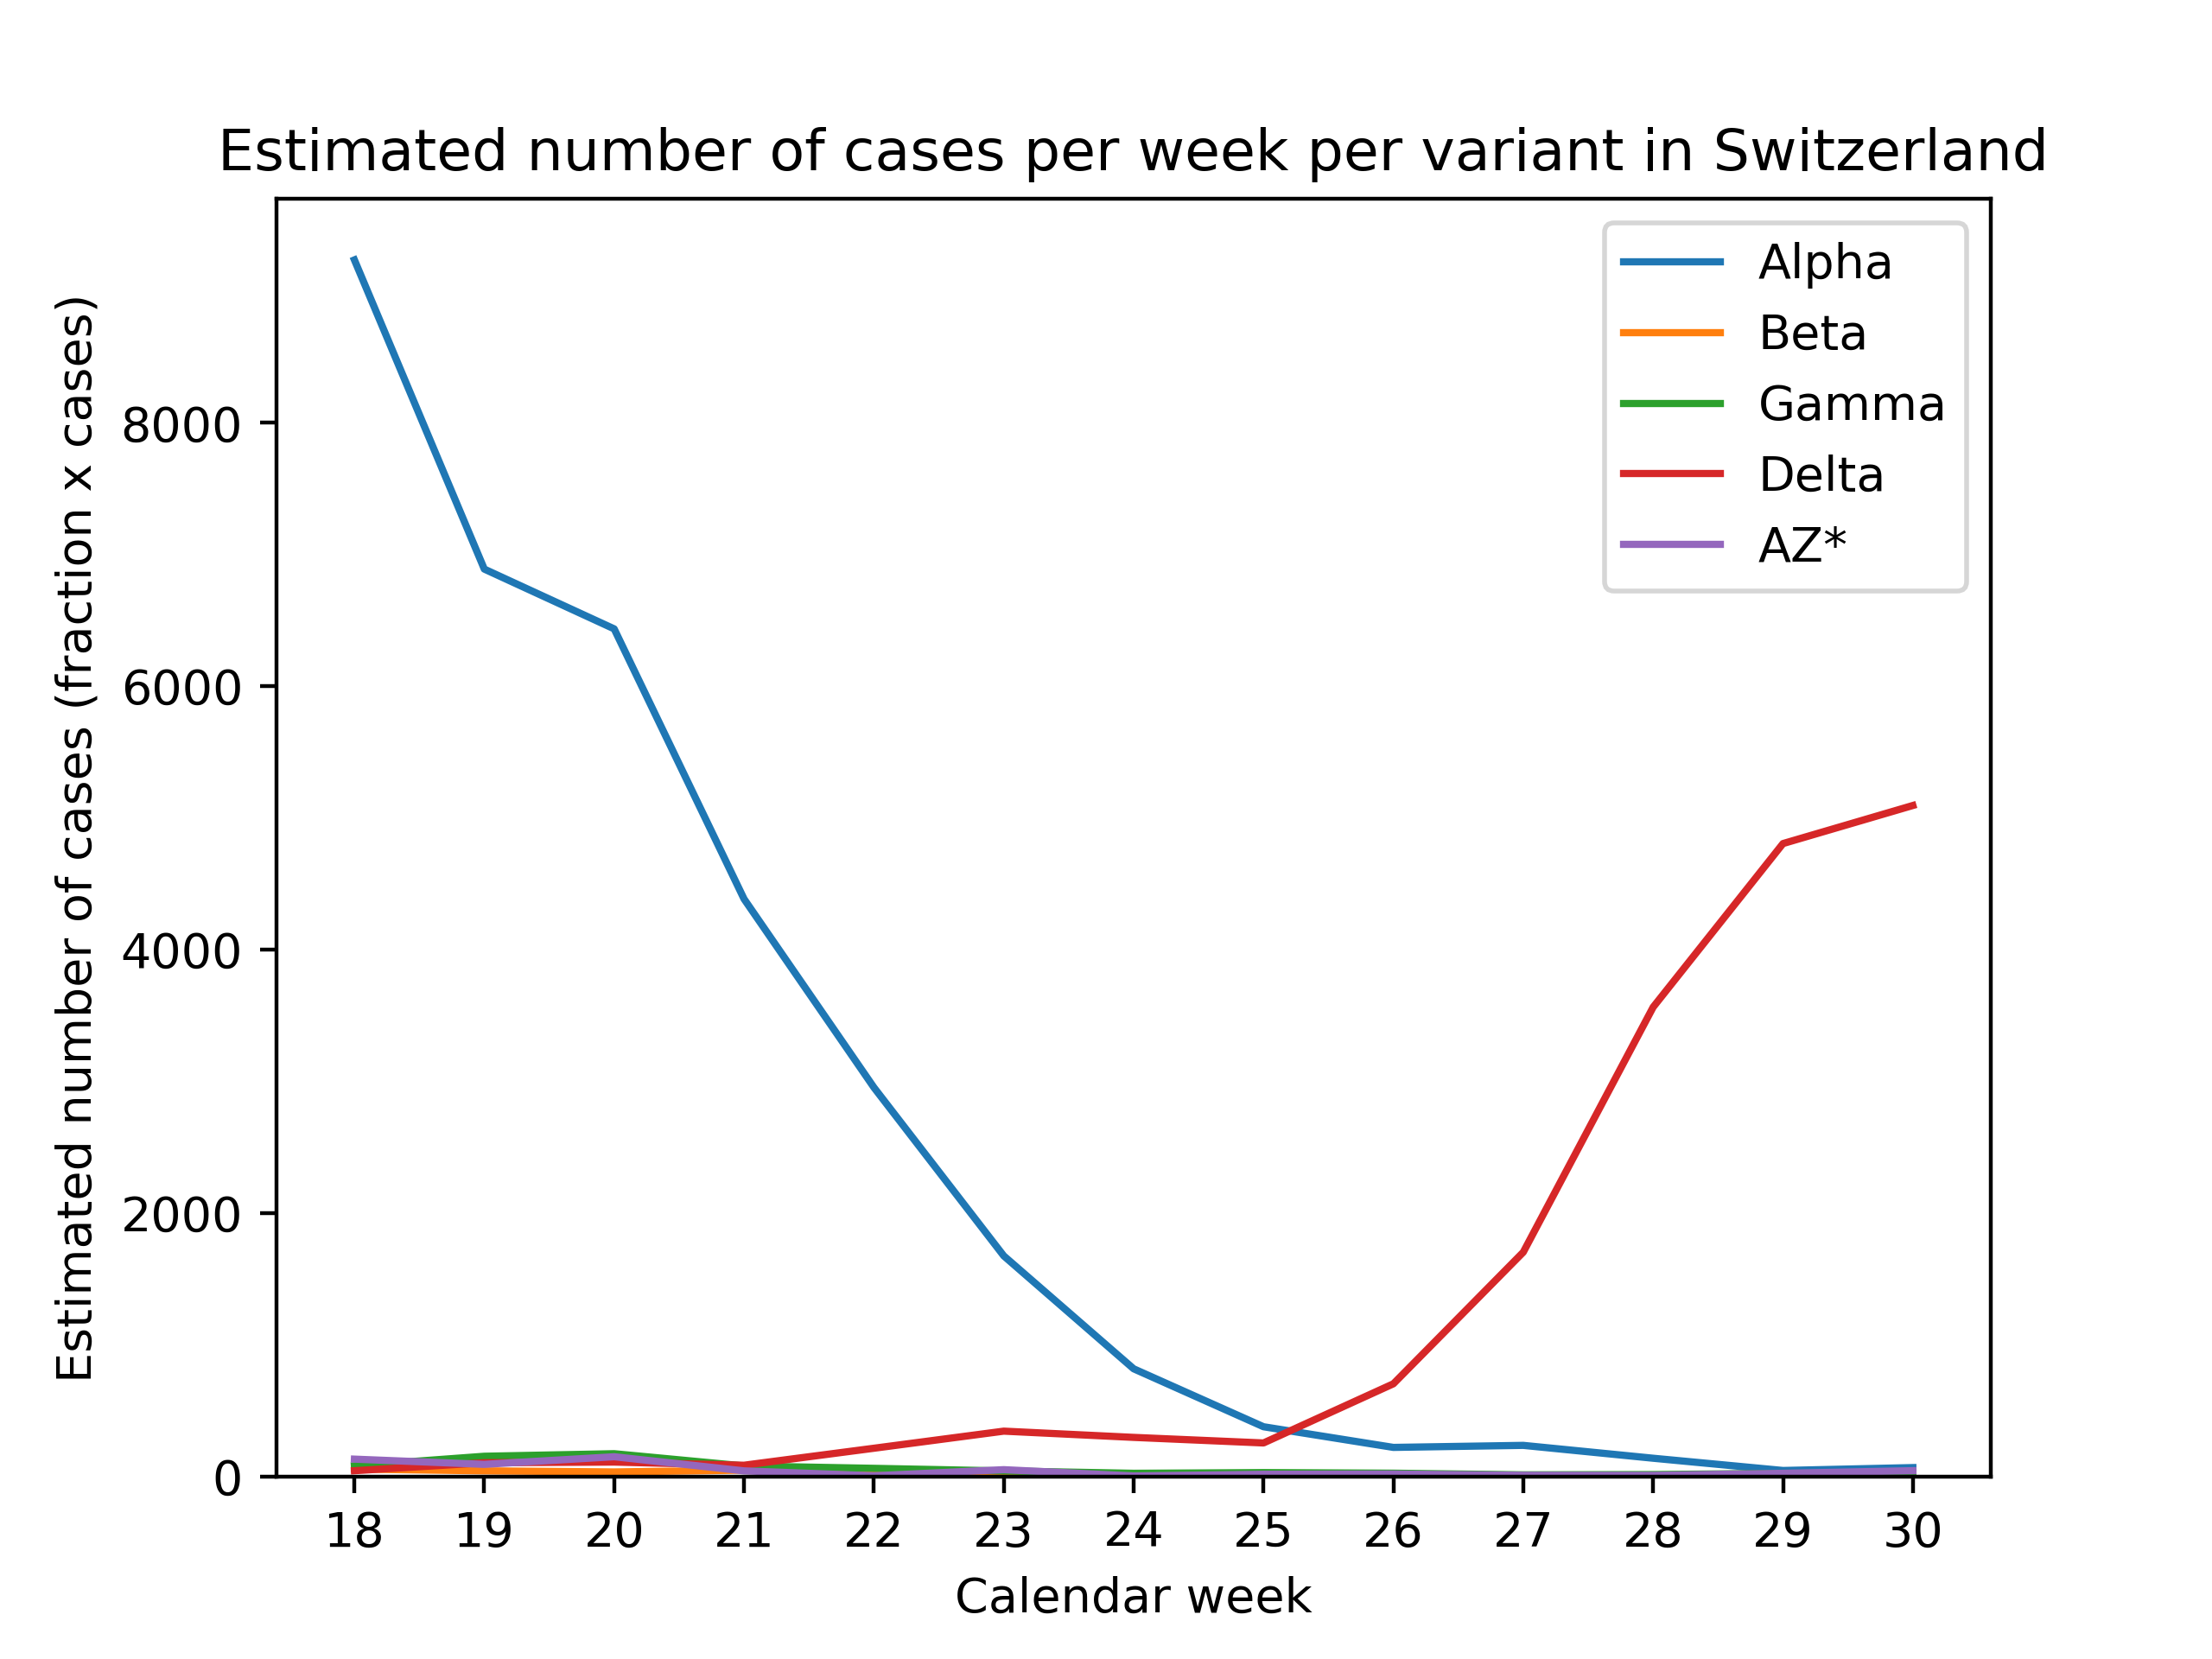 Estimated number of cases per week per variant in Switzerland
Estimated number of cases (fraction x cases)
8000
6000
4000
2000
0
Alpha
Beta
Gamma
Delta
AZ*
18 19 20 21 22 23 24 25 26 27 28 29 30
Calendar week